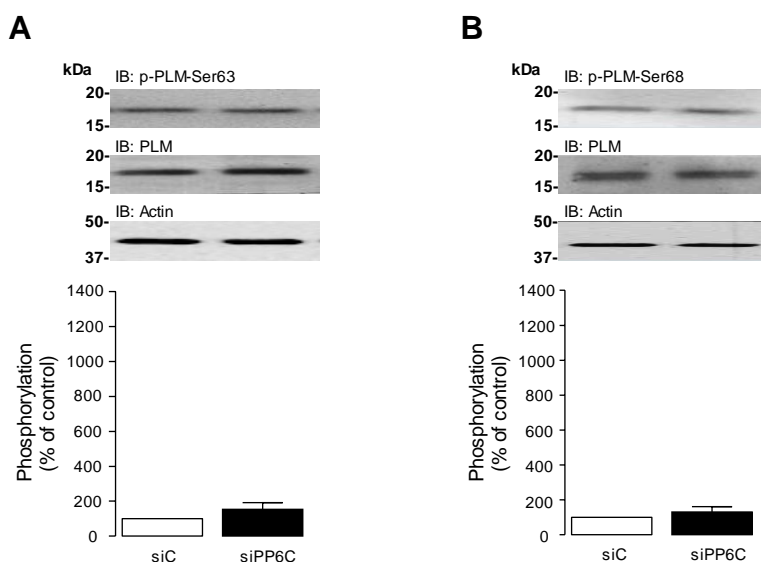 A
kDa
IB: p-PLM-Ser63
20-
15-
IB: PLM
20-
15-
IB: Actin
50-
37-
1400
1200
1000
800
600
400
200
0
Phosphorylation
(% of control)
siC siPP6C
B
kDa
IB: p-PLM-Ser68
20-
15-
IB: PLM
20-
15-
IB: Actin
50-
37-
1400
1200
1000
800
600
400
200
0
Phosphorylation
(% of control)
siC siPP6C